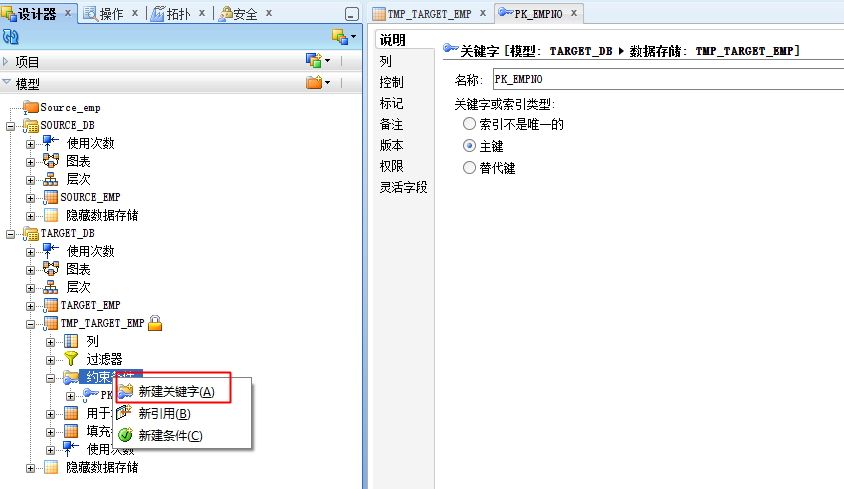 设计器 × 操作 × 拓扑 × 安全 ×
项目
模型
Source_emp
SOURCE_DB
使用次数
图表
层次
SOURCE_EMP
隐藏数据存储
TARGET_DB
使用次数
图表
层次
TARGET_EMP
TMP_TARGET_EMP
列
过滤器
PK
新建关键字(A)
用于
新引用(B)
填充
新建条件(C)
使用次数
隐藏数据存储
TMP_TARGET_EMP × PK_EMPNO ×
说明
列
控制
标记
备注
版本
权限
灵活字段
关键字 [模型: TARGET_DB ▶ 数据存储: TMP_TARGET_EMP]
名称: PK_EMPNO
关键字或索引类型:
索引不是唯一的
主键
替代键